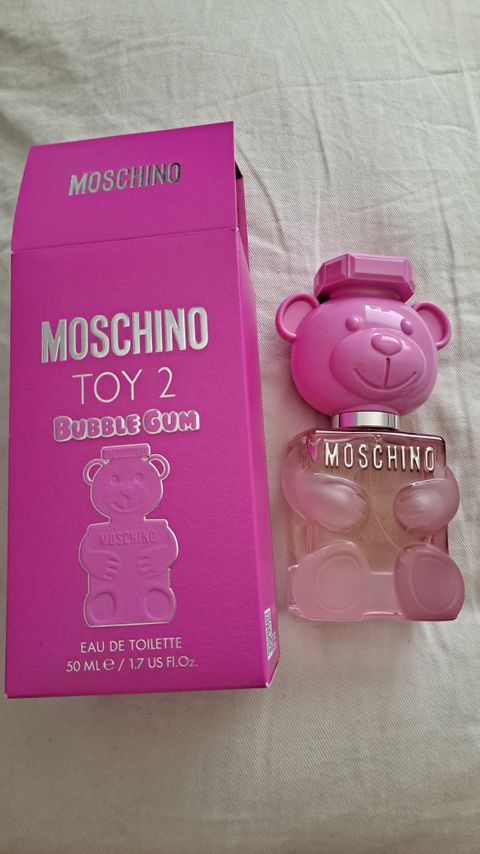 MOSCHINO
MOSCHINO
TOY 2
BUBBLE GUM
MOSCHINO
EAU DE TOILETTE
50 ML ℮ / 1.7 US FL.OZ.
MOSCHINO